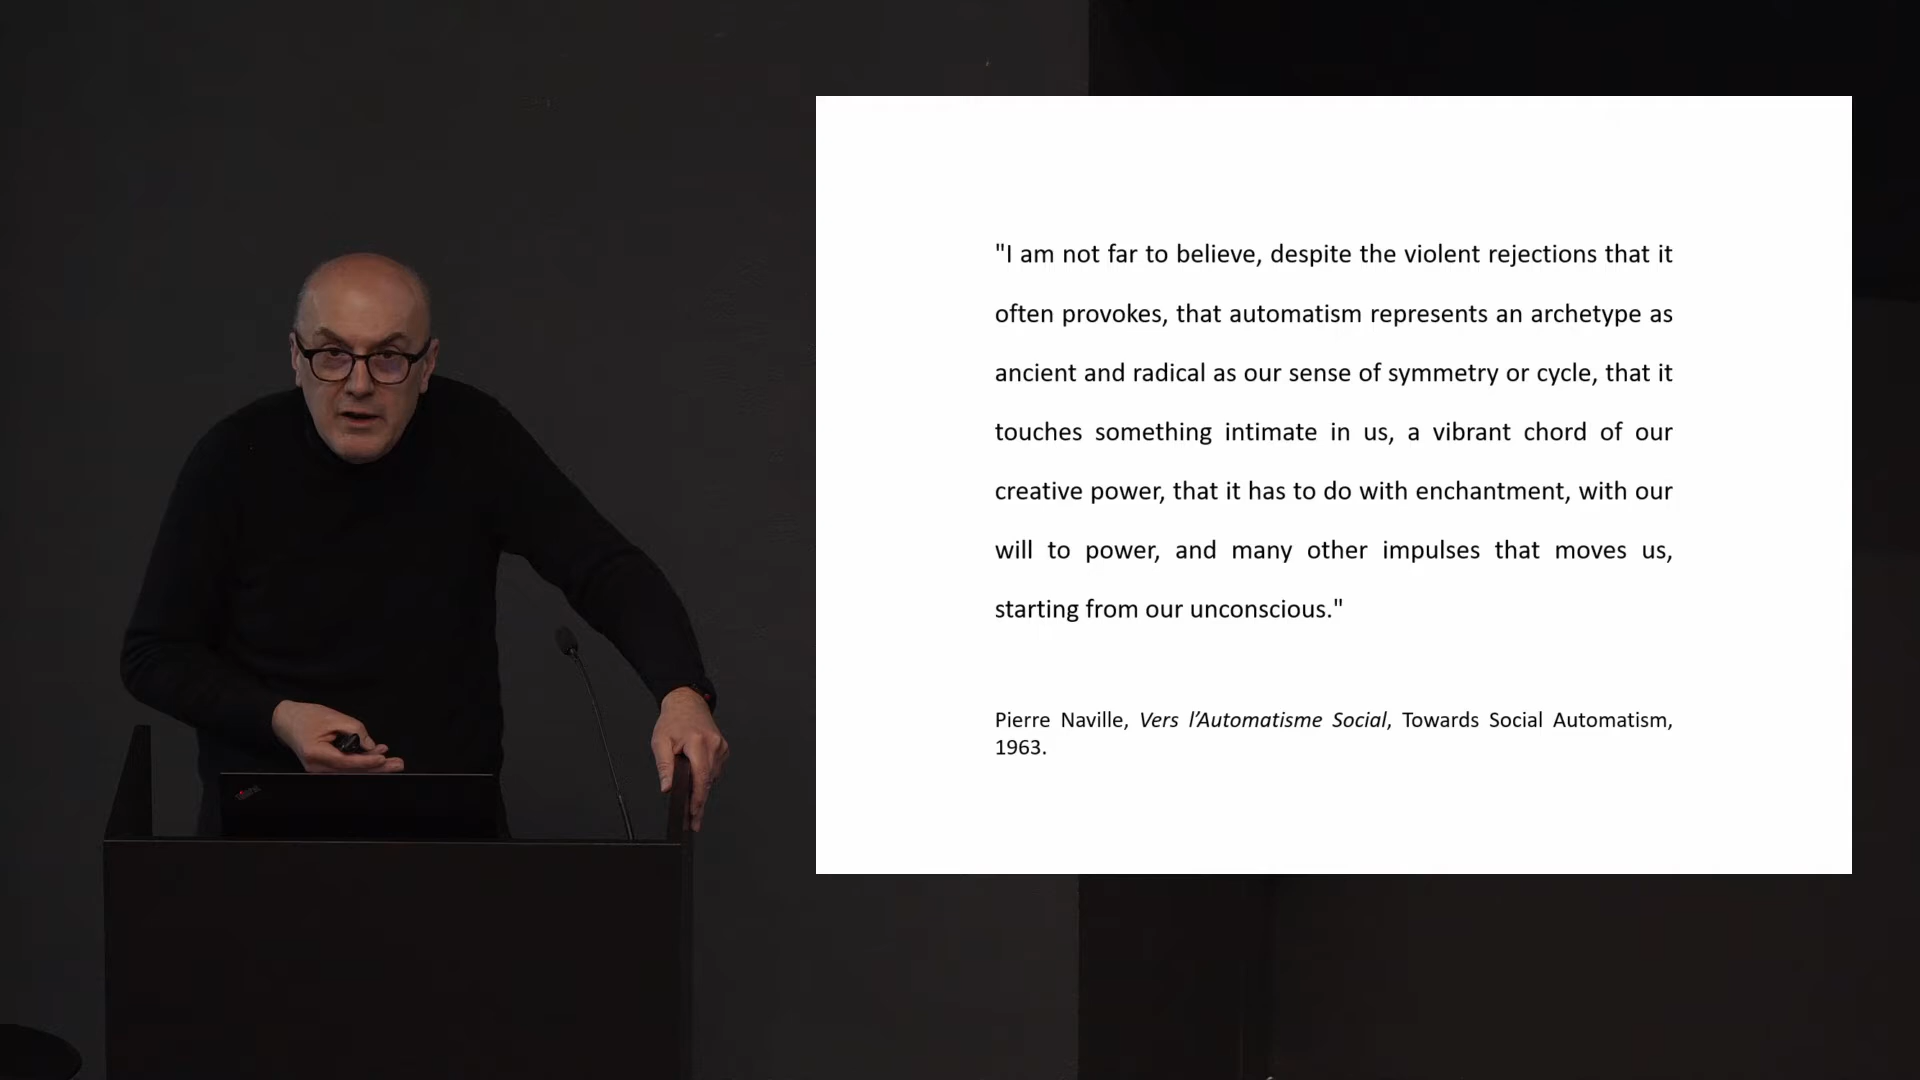 "I am not far to believe, despite the violent rejections that it
often provokes, that automatism represents an archetype as
ancient and radical as our sense of symmetry or cycle, that it
touches something intimate in us, a vibrant chord of our
creative power, that it has to do with enchantment, with our
will to power, and many other impulses that moves us,
starting from our unconscious."
Pierre Naville, Vers l’Automatisme Social, Towards Social Automatism,
1963.